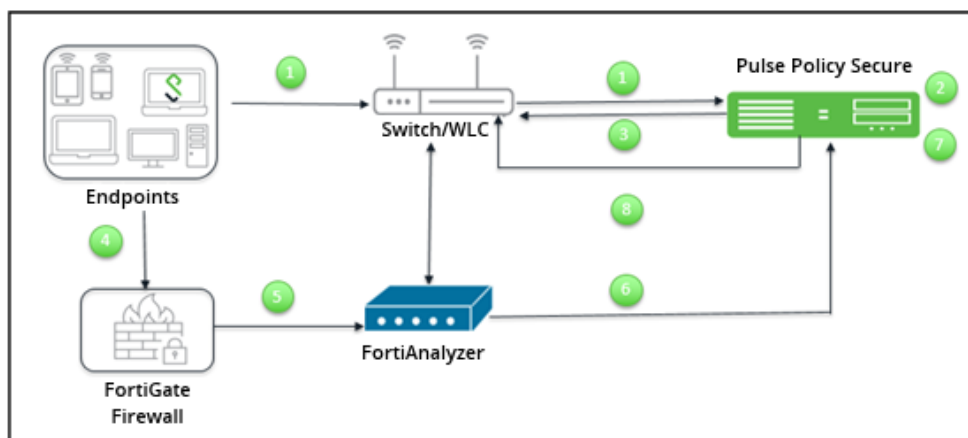 1
1
Pulse Policy Secure
2
Switch/WLC
3
7
Endpoints
4
8
5
6
FortiAnalyzer
FortiGate
Firewall